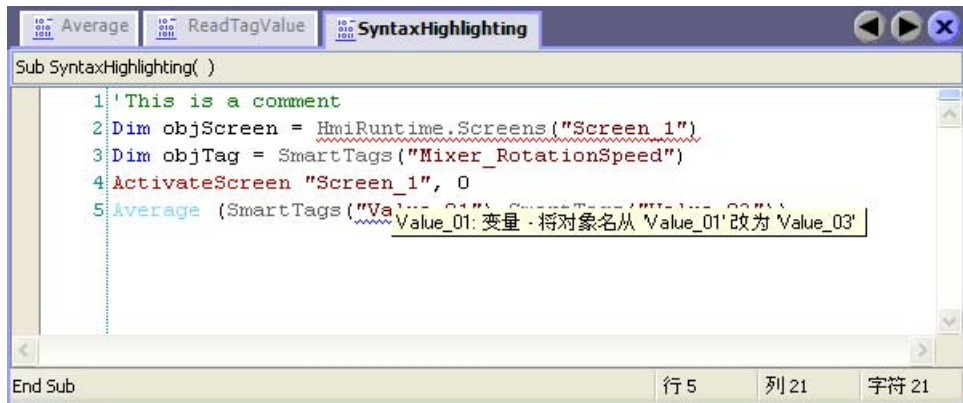 Average ReadTagValue SyntaxHighlighting
Sub SyntaxHighlighting( )
1 'This is a comment
2 Dim objScreen = HmiRuntime.Screens("Screen_1")
3 Dim objTag = SmartTags("Mixer_RotationSpeed")
4 ActivateScreen "Screen_1", 0
5 Average (SmartTags("Va
Value_01: 变量 - 将对象名从 'Value_01' 改为 'Value_03'
End Sub 行 5 列 21 字符 21